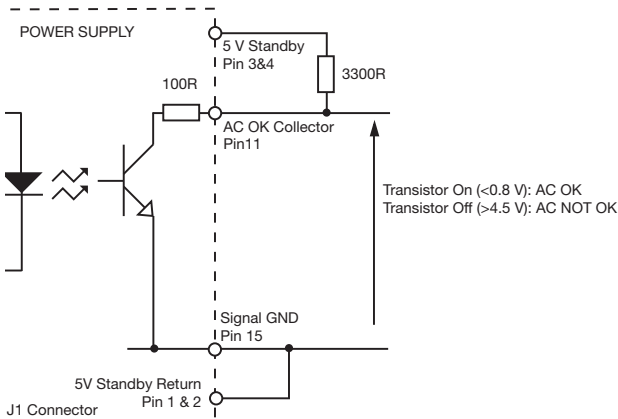 POWER SUPPLY
5 V Standby
Pin 3&4
3300R
100R
AC OK Collector
Pin11
Transistor On (<0.8 V): AC OK
Transistor Off (>4.5 V): AC NOT OK
Signal GND
Pin 15
5V Standby Return
Pin 1 & 2
J1 Connector